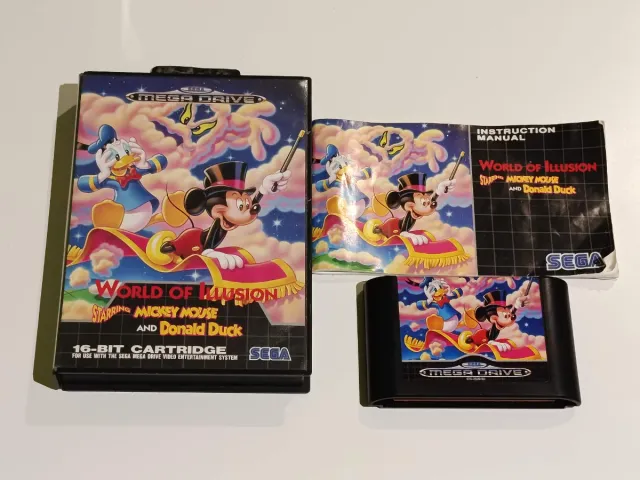 SEGA
MEGA DRIVE
WORLD OF ILLUSION
STARRING MICKEY MOUSE
AND Donald Duck
16-BIT CARTRIDGE
FOR USE WITH THE SEGA MEGA DRIVE VIDEO ENTERTAINMENT SYSTEM
SEGA
INSTRUCTION
MANUAL
WORLD OF ILLUSION
STARRING MICKEY MOUSE
AND Donald Duck
SEGA
SEGA
MEGA DRIVE